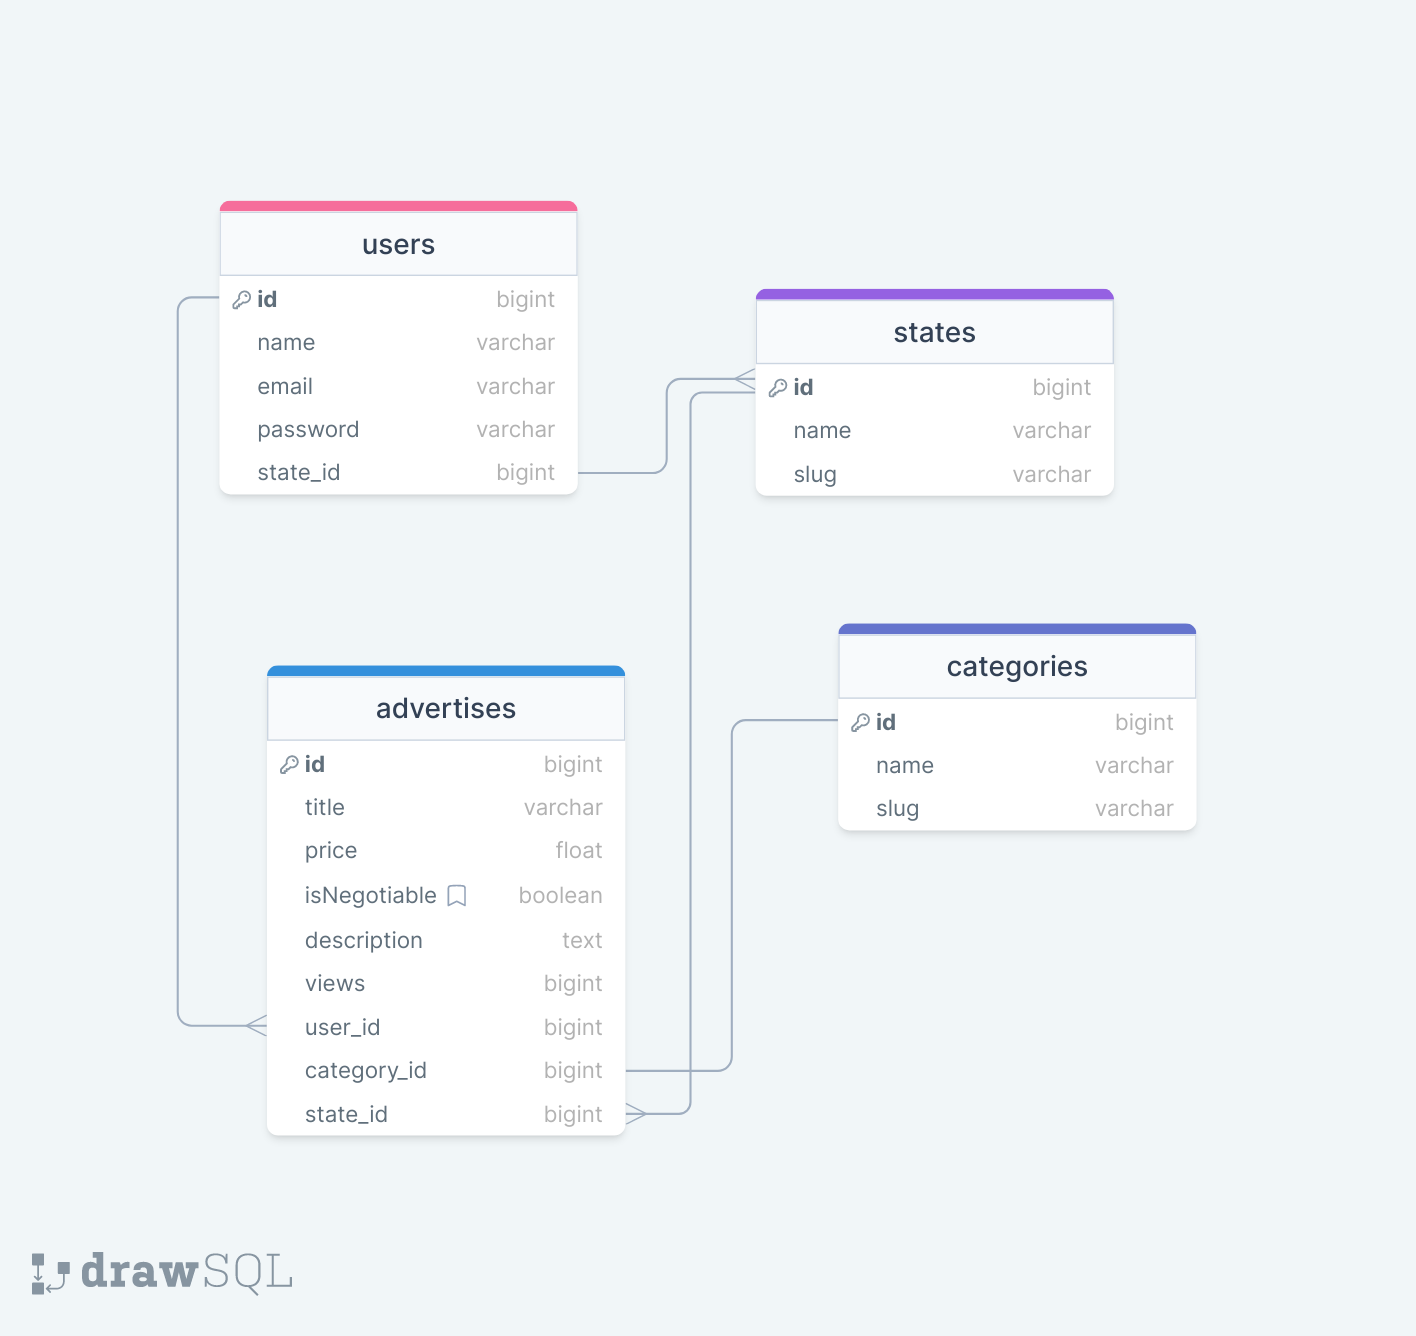 users
id bigint
name varchar
email varchar
password varchar
state_id bigint
states
id bigint
name varchar
slug varchar
categories
id bigint
name varchar
slug varchar
advertises
id bigint
title varchar
price float
isNegotiable boolean
description text
views bigint
user_id bigint
category_id bigint
state_id bigint
drawSQL